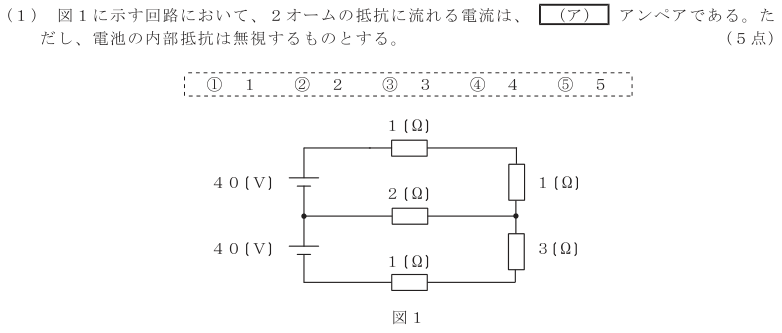 (１) 図１に示す回路において、２オームの抵抗に流れる電流は、 (ア) アンペアである。た
だし、電池の内部抵抗は無視するものとする。 (５点)
① １ ② ２ ③ ３ ④ ４ ⑤ ５
１〔Ω〕
４０〔Ｖ〕
１〔Ω〕
２〔Ω〕
４０〔Ｖ〕
３〔Ω〕
１〔Ω〕
図１